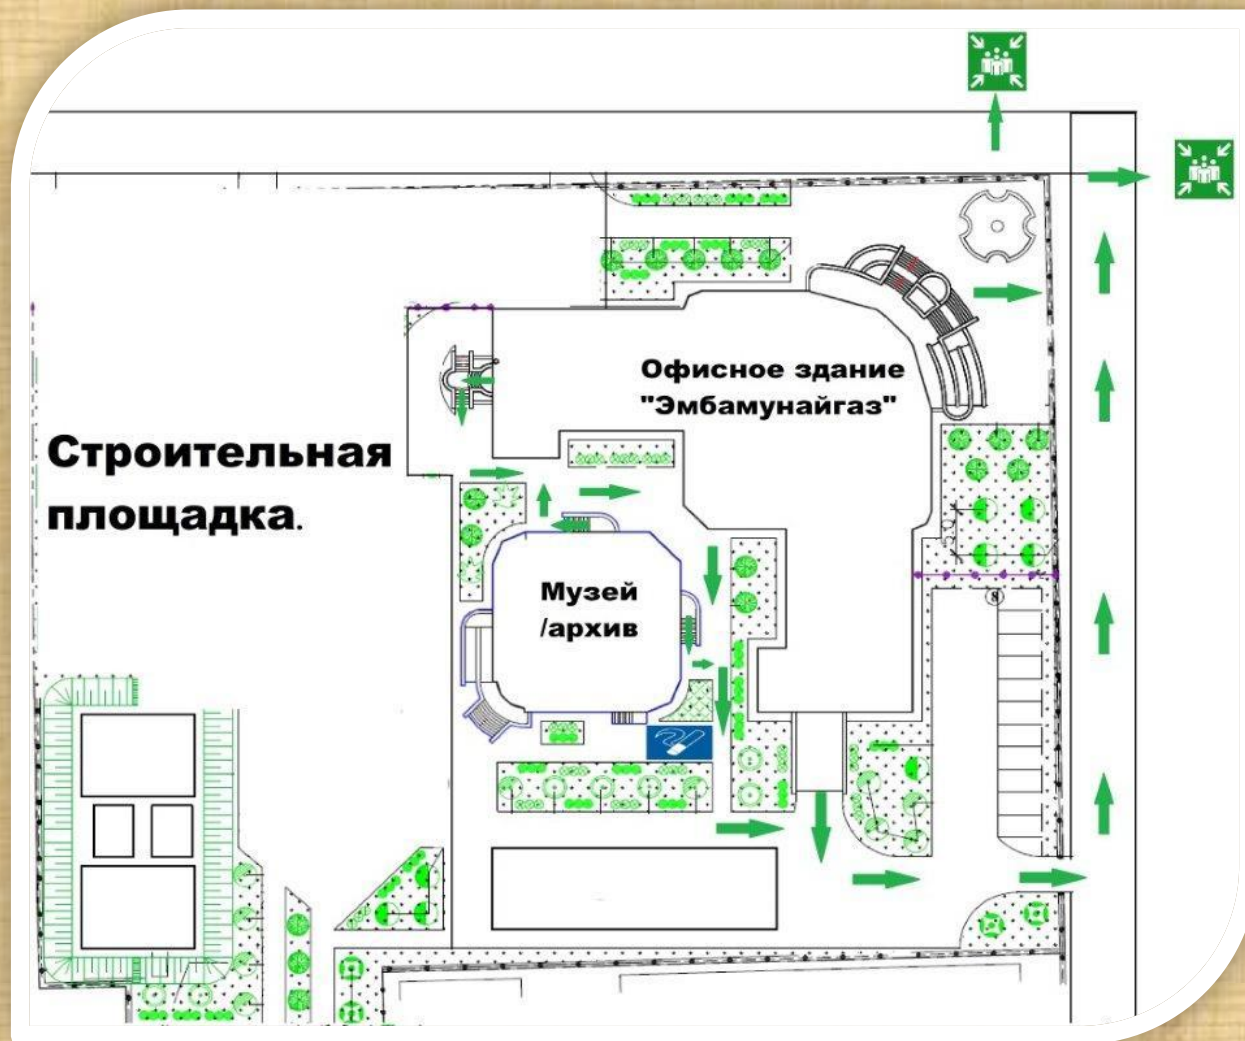 Офисное здание
"Эмбамунайгаз"
Строительная
площадка.
Музей
/архив